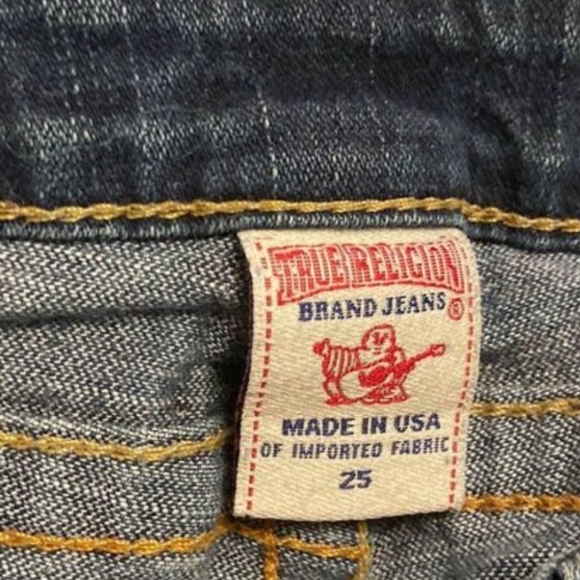 TRUE RELIGION
BRAND JEANS ®
MADE IN USA
OF IMPORTED FABRIC
25